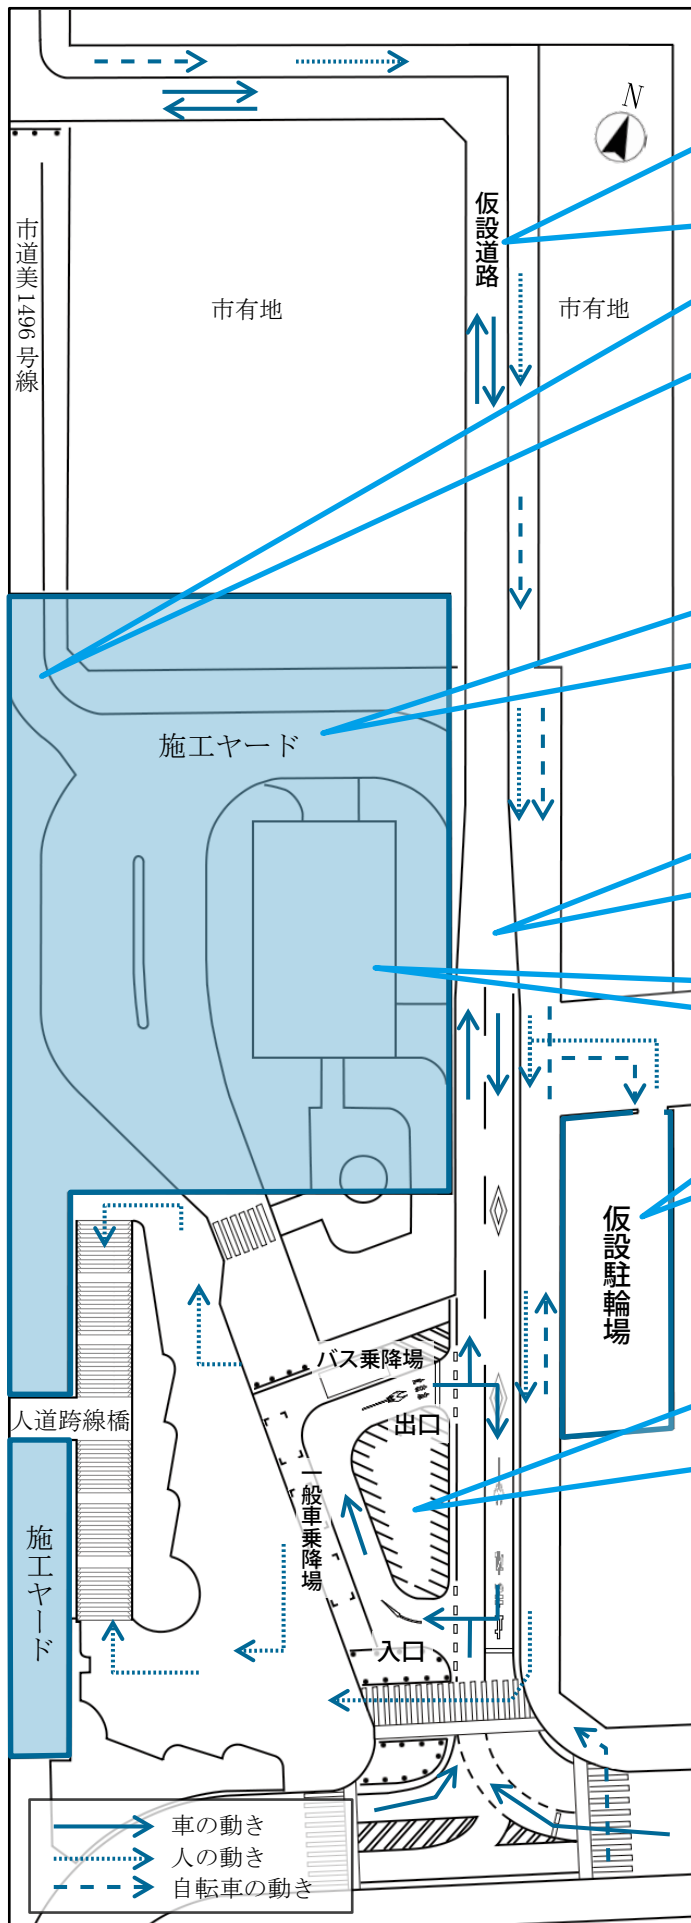 N
仮設道路
市道美1496号線
市有地
市有地
施工ヤード
仮設駐輪場
バス乗降場
出口
人道跨線橋
一般車乗降場
施工ヤード
入口
車の動き
人の動き
自転車の動き